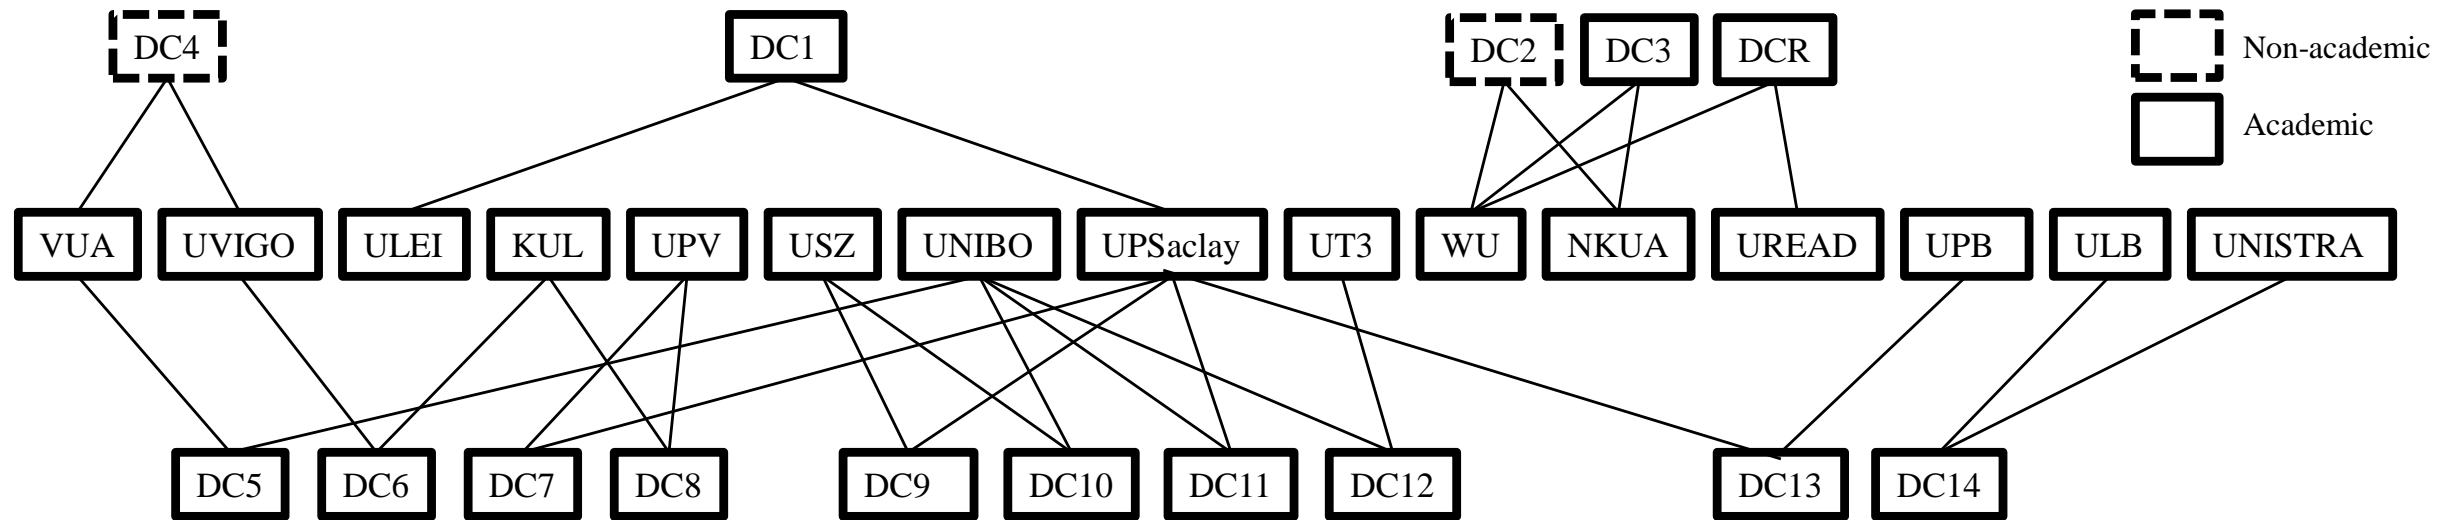 DC4 DC1 DC2 DC3 DCR Non-academic
Academic
VUA UVIGO ULEI KUL UPV USZ UNIBO UPSaclay UT3 WU NKUA UREAD UPB ULB UNISTRA
DC5 DC6 DC7 DC8 DC9 DC10 DC11 DC12 DC13 DC14